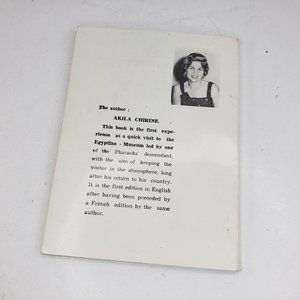 The author :
AKILA CHIRINE
This book is the first expe-
rience as a quick visit to the
Egyptian - Museum led by one
of the Pharaohs' descendant,
with the aim of keeping the
visitor in the atmosphere, long
after his return to his country.
It is the first edition in English
after having been preceded by
a French edition by the same
author.